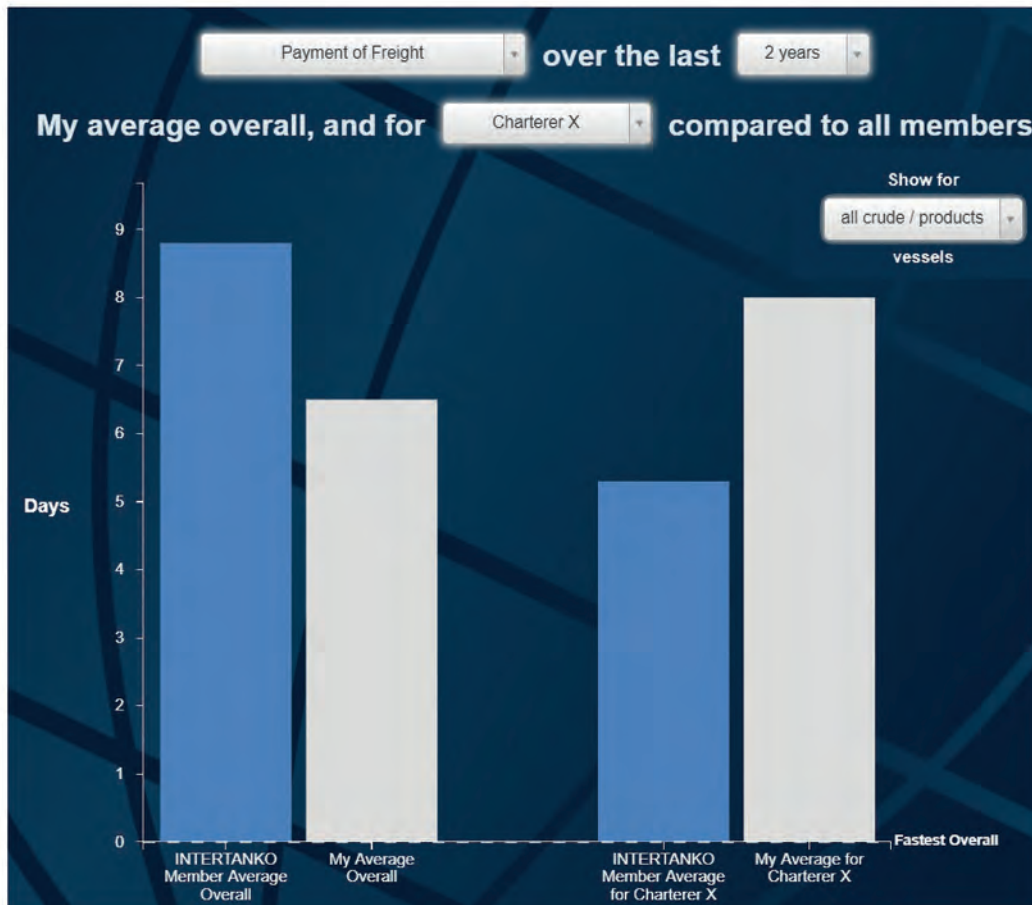 Payment of Freight over the last 2 years
My average overall, and for Charterer X compared to all members
Show for
all crude / products
vessels
9
8
7
6
Days
5
4
3
2
1
0
Fastest Overall
INTERTANKO
Member Average
Overall
My Average
Overall
INTERTANKO
Member Average
for Charterer X
My Average for
Charterer X